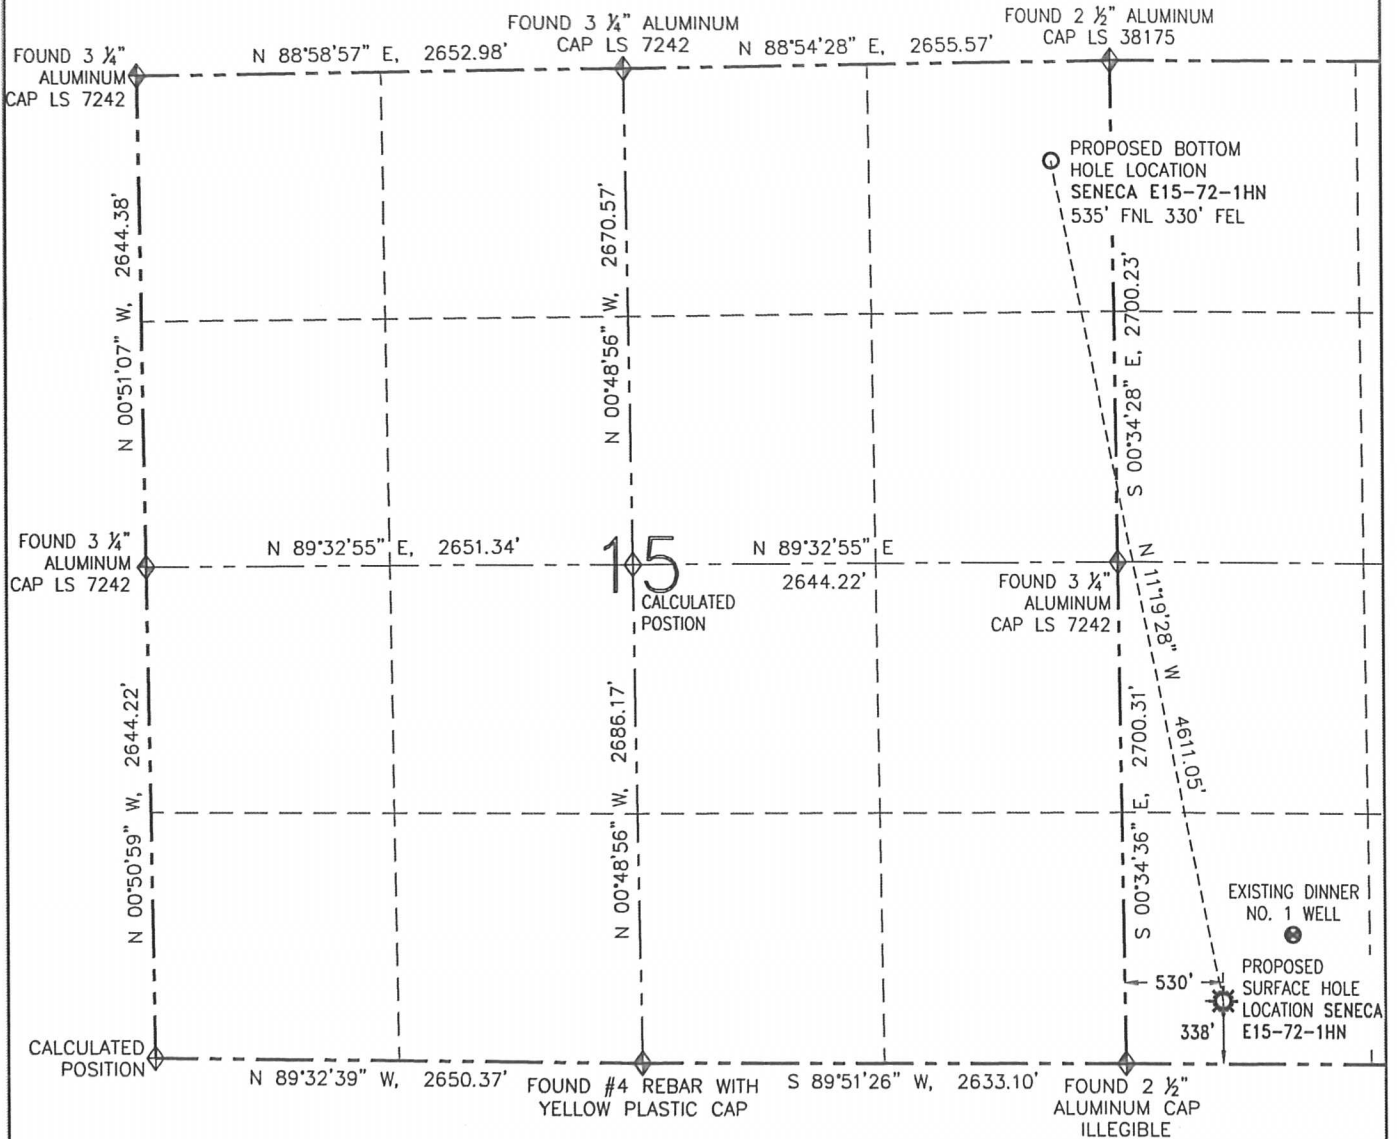 FOUND 3 ¼"
ALUMINUM
CAP LS 7242
N 88°58'57" E, 2652.98'
FOUND 3 ¼" ALUMINUM
CAP LS 7242
N 88°54'28" E, 2655.57'
FOUND 2 ½" ALUMINUM
CAP LS 38175
PROPOSED BOTTOM
HOLE LOCATION
SENECA E15-72-1HN
535' FNL 330' FEL
N 00°51'07" W, 2644.38'
N 00°48'56" W, 2670.57'
S 00°34'28" E, 2700.23'
FOUND 3 ¼"
ALUMINUM
CAP LS 7242
N 89°32'55" E, 2651.34'
15
CALCULATED
POSTION
N 89°32'55" E
2644.22'
FOUND 3 ¼"
ALUMINUM
CAP LS 7242
N 11°19'28" W
4611.05'
N 00°50'59" W, 2644.22'
N 00°48'56" W, 2686.17'
S 00°34'36" E, 2700.31'
EXISTING DINNER
NO. 1 WELL
530'
PROPOSED
SURFACE HOLE
LOCATION SENECA
E15-72-1HN
338'
CALCULATED
POSITION
N 89°32'39" W, 2650.37'
FOUND #4 REBAR WITH
YELLOW PLASTIC CAP
S 89°51'26" W, 2633.10'
FOUND 2 ½"
ALUMINUM CAP
ILLEGIBLE